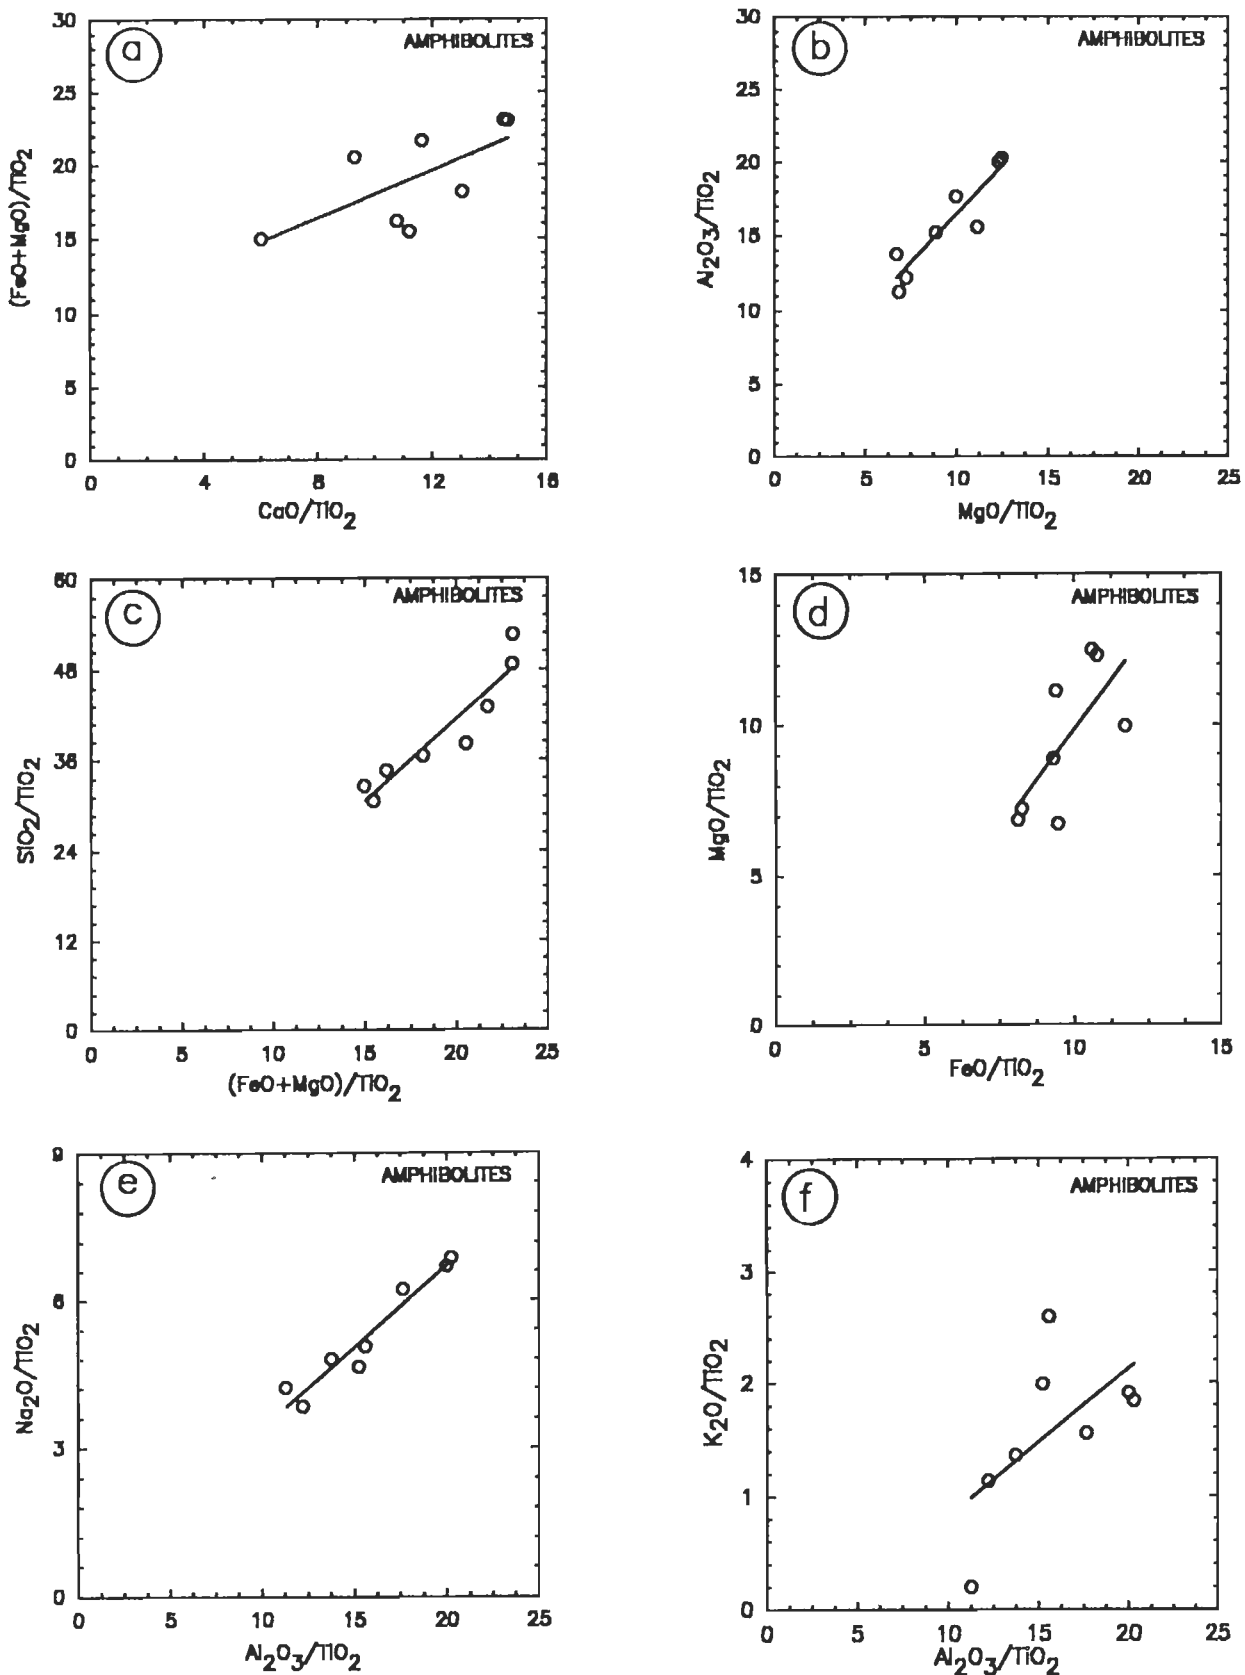 a
AMPHIBOLITES
30
25
20
15
10
5
0
(FeO+MgO)/TiO2
0 4 8 12 16
CaO/TiO2
b
AMPHIBOLITES
30
25
20
15
10
5
0
Al2O3/TiO2
0 5 10 15 20 25
MgO/TiO2
c
AMPHIBOLITES
60
48
36
24
12
0
SiO2/TiO2
0 5 10 15 20 25
(FeO+MgO)/TiO2
d
AMPHIBOLITES
15
10
5
0
MgO/TiO2
0 5 10 15
FeO/TiO2
e
AMPHIBOLITES
9
6
3
0
Na2O/TiO2
0 5 10 15 20 25
Al2O3/TiO2
f
AMPHIBOLITES
4
3
2
1
0
K2O/TiO2
0 5 10 15 20 25
Al2O3/TiO2